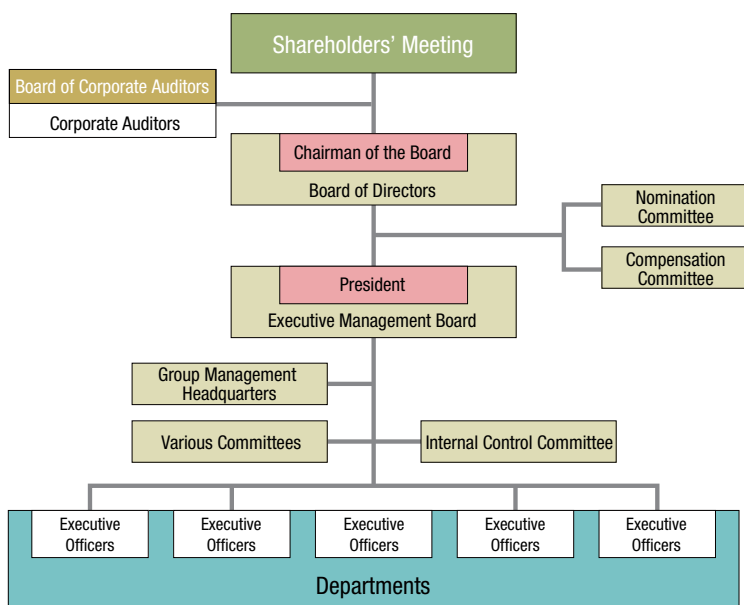 Shareholders’ Meeting
Board of Corporate Auditors
Corporate Auditors
Chairman of the Board
Board of Directors
Nomination
Committee
Compensation
Committee
President
Executive Management Board
Group Management
Headquarters
Various Committees
Internal Control Committee
Executive
Officers
Executive
Officers
Executive
Officers
Executive
Officers
Executive
Officers
Departments